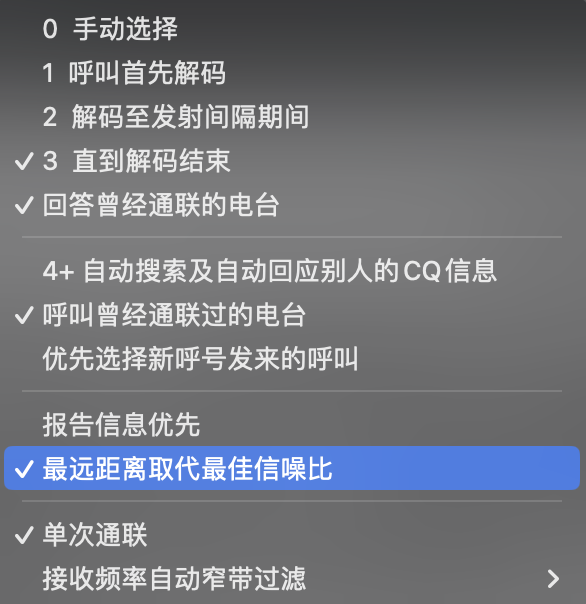 0 手动选择
1 呼叫首先解码
2 解码至发射间隔期间
3 直到解码结束
回答曾经通联的电台
4+ 自动搜索及自动回应别人的CQ信息
呼叫曾经通联过的电台
优先选择新呼号发来的呼叫
报告信息优先
最远距离取代最佳信噪比
单次通联
接收频率自动窄带过滤